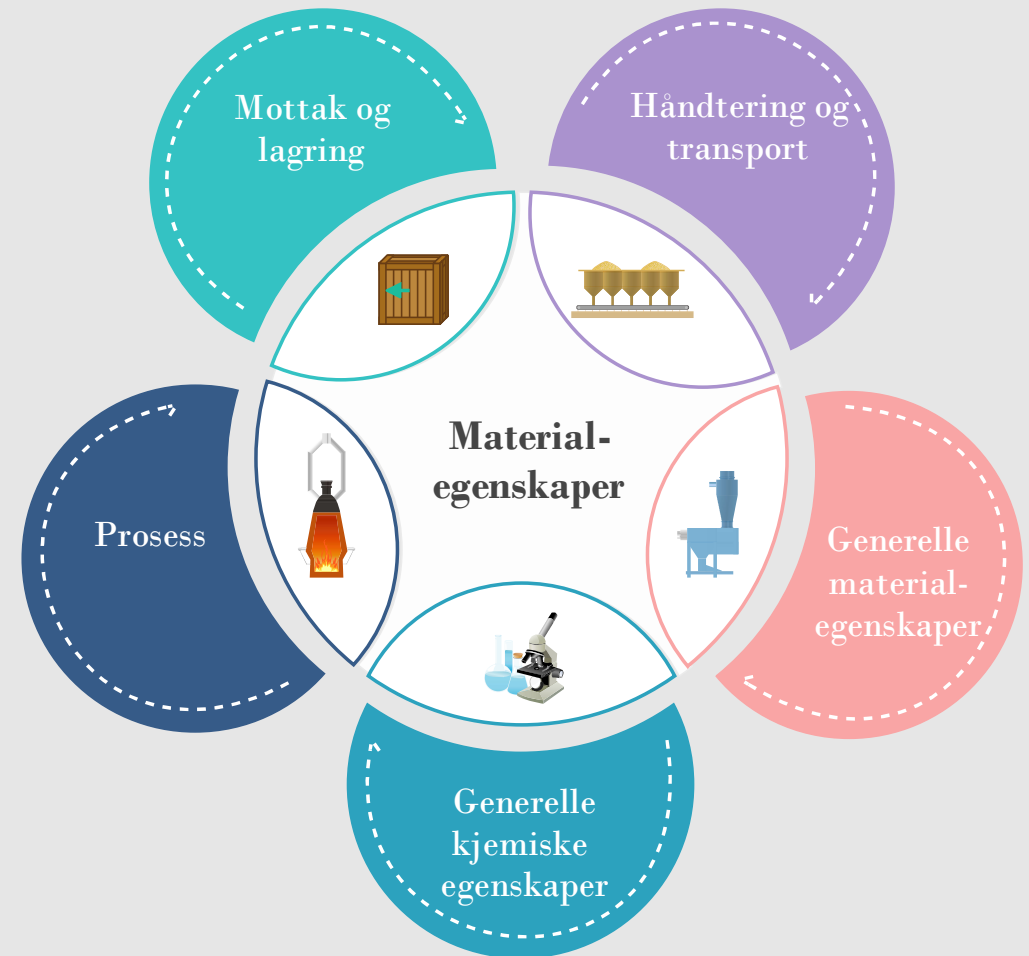 Mottak og
lagring
Håndtering og
transport
Material-
egenskaper
Prosess
Generelle
material-
egenskaper
Generelle
kjemiske
egenskaper